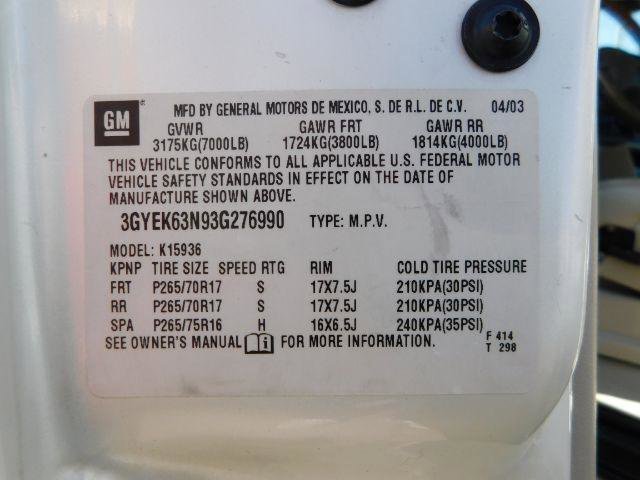 GM MFD BY GENERAL MOTORS DE MEXICO, S. DE R.L. DE C.V. 04/03
GVWR GAWR FRT GAWR RR
3175KG(7000LB) 1724KG(3800LB) 1814KG(4000LB)
THIS VEHICLE CONFORMS TO ALL APPLICABLE U.S. FEDERAL MOTOR
VEHICLE SAFETY STANDARDS IN EFFECT ON THE DATE OF
MANUFACTURE SHOWN ABOVE.
3GYEK63N93G276990 TYPE: M.P.V.
MODEL: K15936
KPNP TIRE SIZE SPEED RTG RIM COLD TIRE PRESSURE
FRT P265/70R17 S 17X7.5J 210KPA(30PSI)
RR P265/70R17 S 17X7.5J 210KPA(30PSI)
SPA P265/75R16 H 16X6.5J 240KPA(35PSI)
SEE OWNER'S MANUAL FOR MORE INFORMATION. F 414
T 298